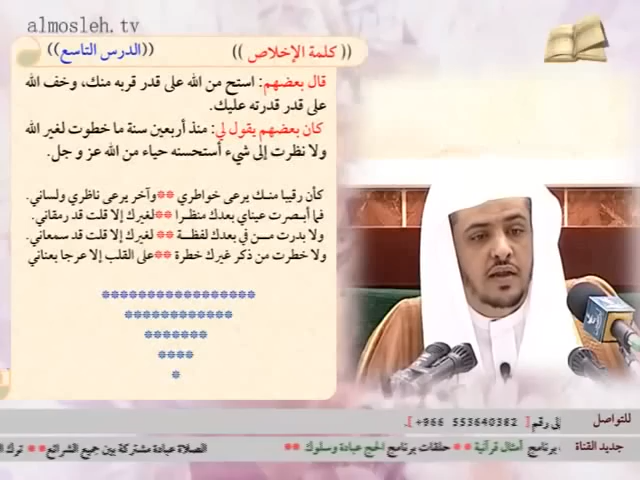 almosleh.tv
((كلمة الإخلاص)) ((الدرس التاسع))
قال بعضهم: استح من الله على قدر قربه منك، وخف الله
على قدر قدرته عليك.
كان بعضهم يقول لي: منذ أربعين سنة ما خطوت لغير الله
ولا نظرت إلى شيء أستحسنه حياء من الله عز و جل.
كأن رقيبا منك يرعى خواطري **وآخر يرعى ناظري ولساني.
فما أبصرت عيناي بعدك منظرا **لغيرك إلا قلت قد رمقاني.
ولا بدرت من في بعدك لفظة ** لغيرك إلا قلت قد سمعاني.
ولا خطرت من ذكر غيرك خطرة **على القلب إلا عرجا بعناني
****************
************
*******
****
*
للتواصل إلى رقم[ 553640382 966+ ].
جديد القناة برنامج أمثال قرآنية ** حلقات برنامج الحج عبادة وسلوك ** الصلاة عبادة مشتركة بين جميع الشرائع** ترك